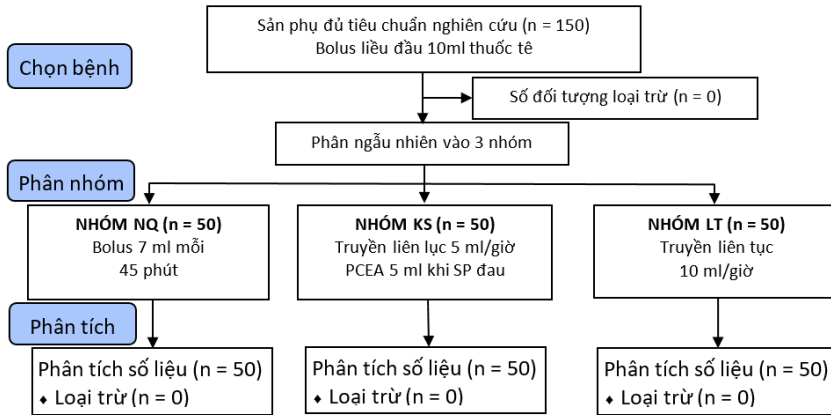 Sản phụ đủ tiêu chuẩn nghiên cứu (n = 150)
Bolus liều đầu 10ml thuốc tê
Chọn bệnh
Số đối tượng loại trừ (n = 0)
Phân ngẫu nhiên vào 3 nhóm
Phân nhóm
NHÓM NQ (n = 50)
Bolus 7 ml mỗi
45 phút
NHÓM KS (n = 50)
Truyền liên lục 5 ml/giờ
PCEA 5 ml khi SP đau
NHÓM LT (n = 50)
Truyền liên tục
10 ml/giờ
Phân tích
Phân tích số liệu (n = 50)
♦ Loại trừ (n = 0)
Phân tích số liệu (n = 50)
♦ Loại trừ (n = 0)
Phân tích số liệu (n = 50)
♦ Loại trừ (n = 0)